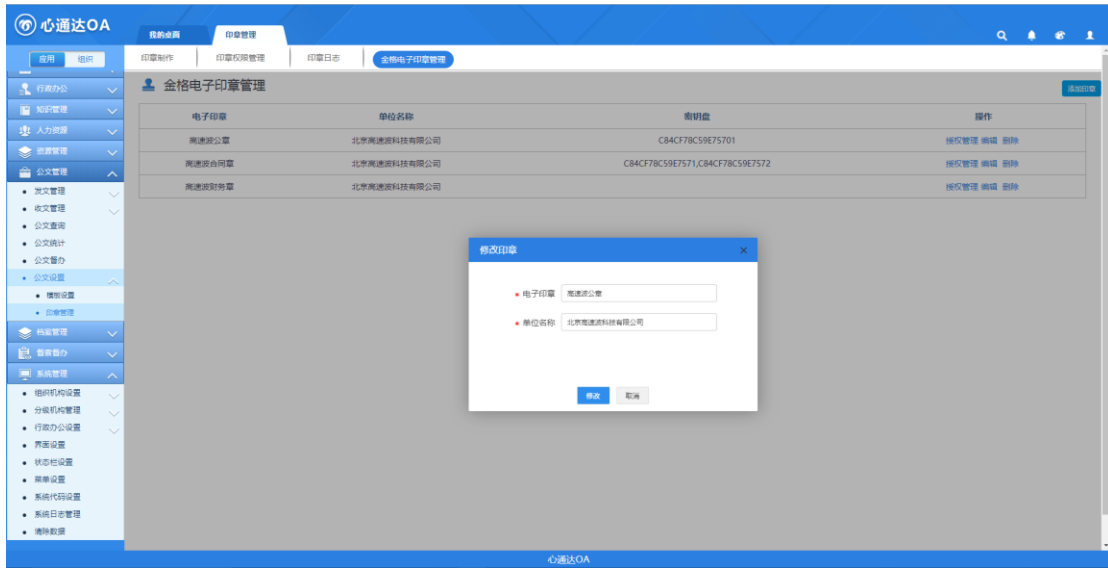 心通达OA
我的桌面 印章管理
应用 组织
印章制作 印章权限管理 印章日志 金格电子印章管理
金格电子印章管理
添加印章
电子印章 单位名称 密钥盘 操作
高速波公章 北京高速波科技有限公司 C84CF78C59E75701 授权管理 编辑 删除
高速波合同章 北京高速波科技有限公司 C84CF78C59E7571,C84CF78C59E7572 授权管理 编辑 删除
高速波财务章 北京高速波科技有限公司 授权管理 编辑 删除
行政办公
知识管理
人力资源
资源管理
公文管理
发文管理
收文管理
公文查询
公文统计
公文督办
公文设置
模板设置
印章管理
档案管理
督察督办
系统管理
组织机构设置
分级机构管理
行政办公设置
界面设置
状态栏设置
菜单设置
系统代码设置
系统日志管理
清除数据
修改印章 ×
* 电子印章 高速波公章
* 单位名称 北京高速波科技有限公司
修改 取消
心通达OA